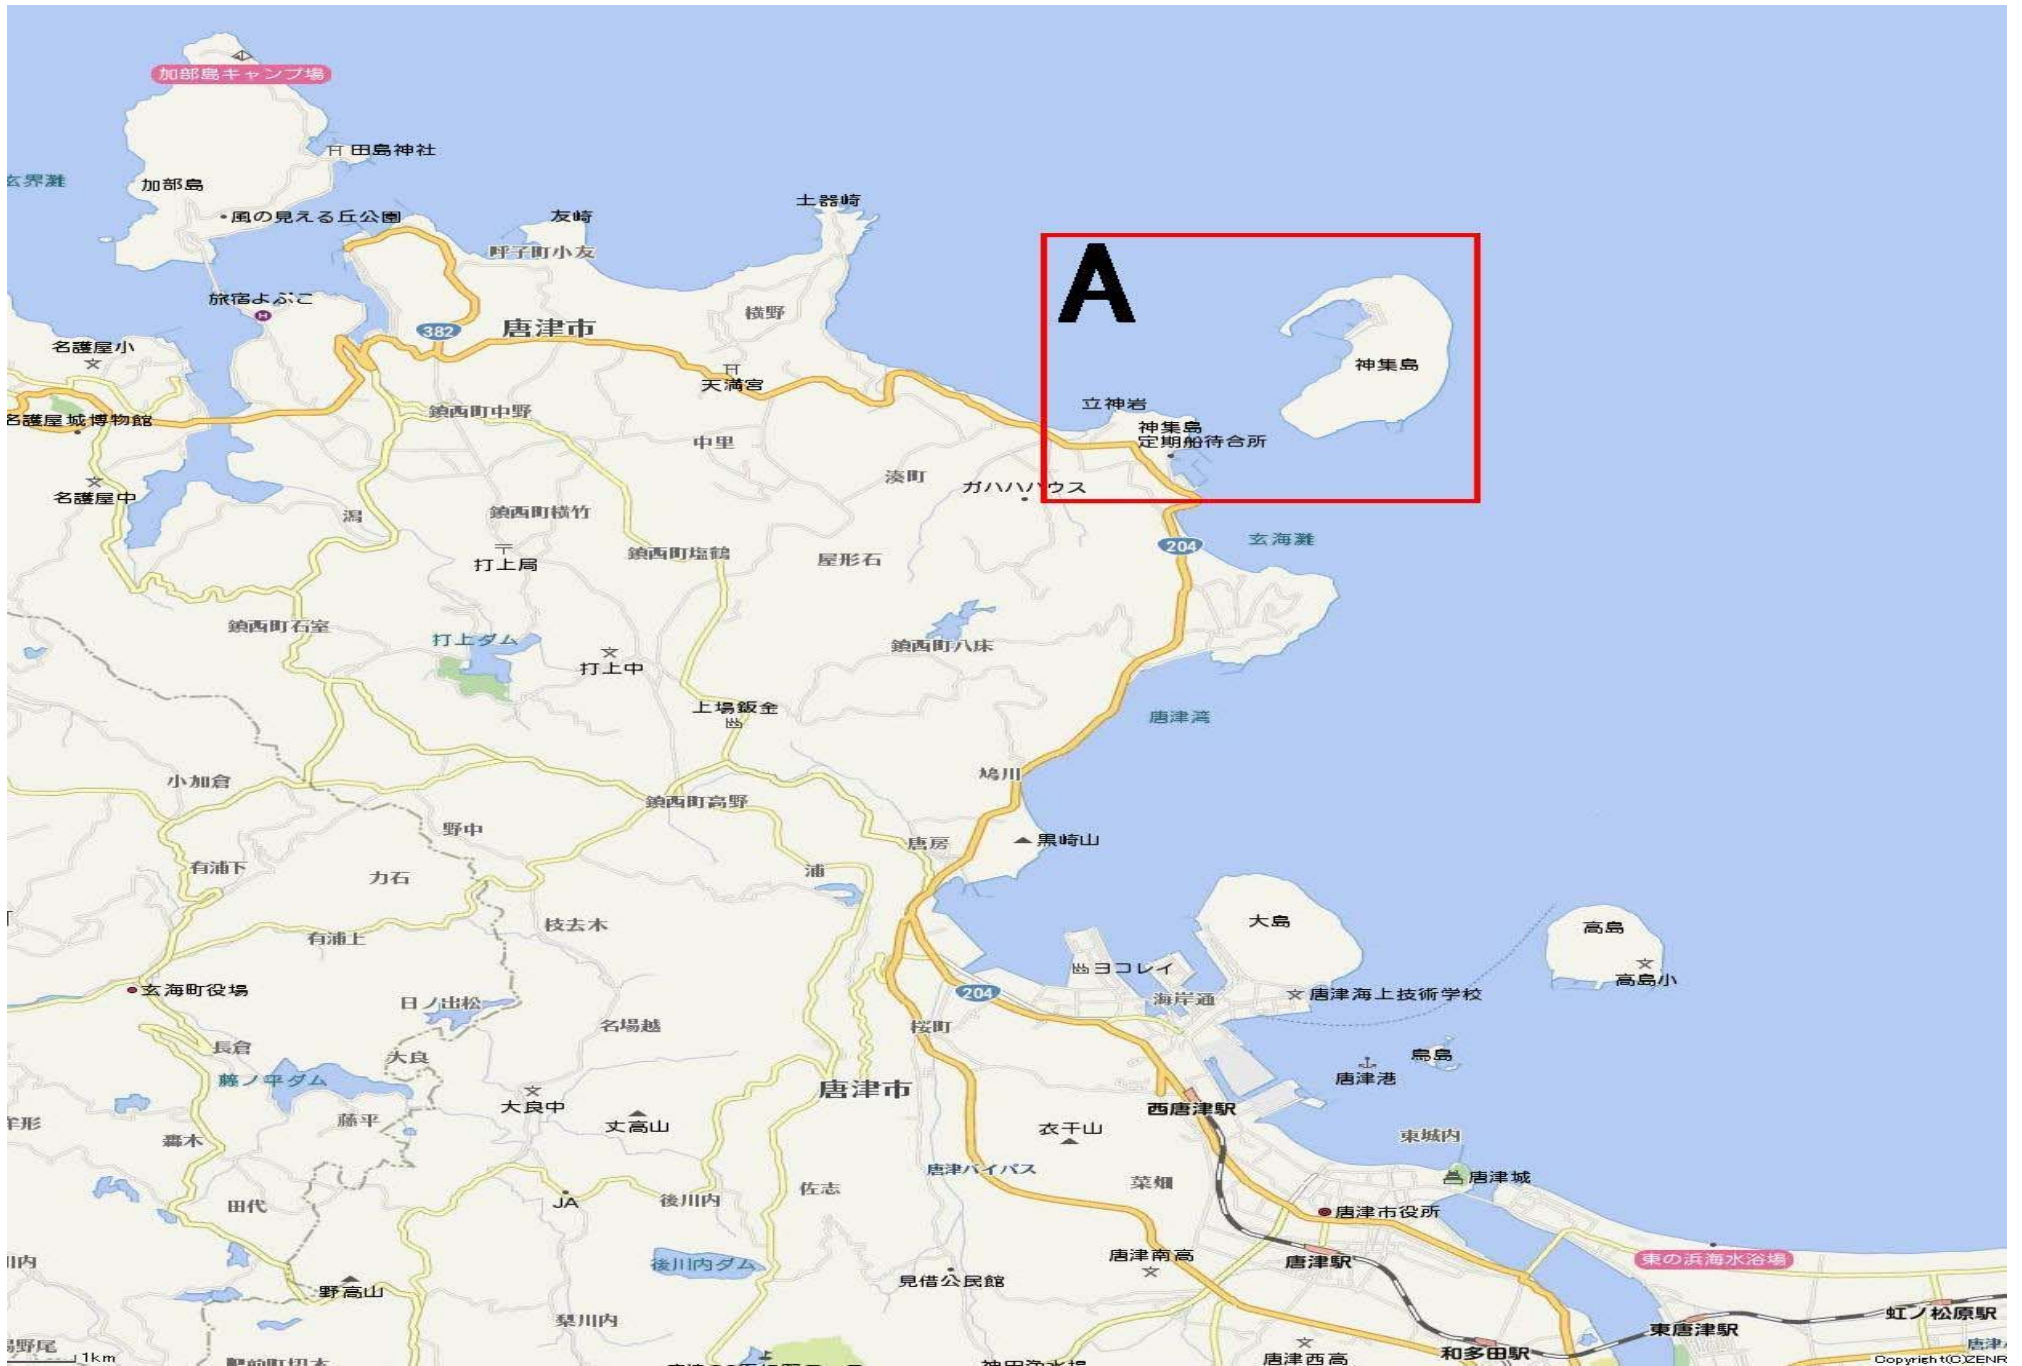 加部島キャンプ場
田島神社
玄界灘
加部島
土器崎
風の見える丘公園
友崎
呼子町小友
A
旅宿よぶこ
H
横野
382
唐津市
名護屋小
神集島
天満宮
立神岩
名護屋城博物館
鎮西町中野
神集島
定期船待合所
中里
湊町
ガハハハウス
名護屋中
潟
鎮西町横竹
204
玄海灘
鎮西町塩鶴
屋形石
打上局
鎮西町石室
打上ダム
鎮西町八床
打上中
上場鈑金
唐津湾
鳩川
小加倉
鎮西町高野
野中
唐房
黒崎山
有浦下
力石
浦
大島
高島
枝去木
有浦上
ヨコレイ
高島小
玄海町役場
204
唐津海上技術学校
日ノ出松
海岸通
名場越
桜町
長倉
大良
鳥島
藤ノ平ダム
唐津港
唐津市
大良中
西唐津駅
藤平
丈高山
衣干山
東城内
轟木
唐津バイパス
唐津城
菜畑
佐志
JA
後川内
田代
唐津市役所
唐津南高
東の浜海水浴場
唐津駅
後川内ダム
見借公民館
野高山
虹ノ松原駅
梨川内
東唐津駅
和多田駅
唐津西高
1km
Copyright(C)ZENR